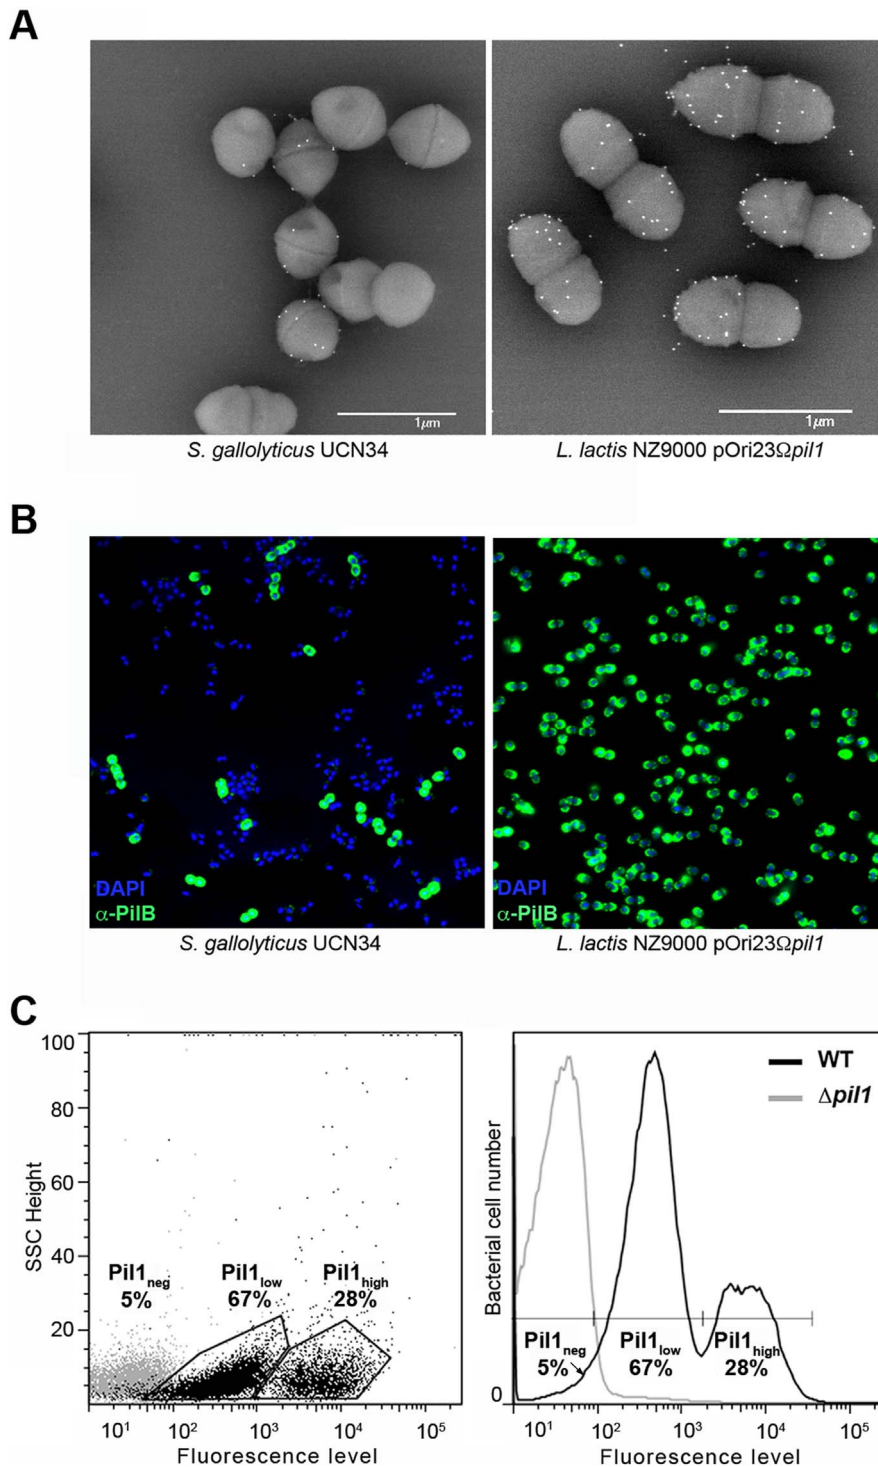 A
1µm
1µm
S. gallolyticus UCN34
L. lactis NZ9000 pOri23Ωpil1
B
DAPI
α-PilB
DAPI
α-PilB
S. gallolyticus UCN34
L. lactis NZ9000 pOri23Ωpil1
C
100
80
60
40
20
SSC Height
Pil1neg
5%
Pil1low
67%
Pil1high
28%
10¹ 10² 10³ 10⁴ 10⁵
Fluorescence level
WT
Δpil1
Bacterial cell number
Pil1neg
5%
Pil1low
67%
Pil1high
28%
0
10¹ 10² 10³ 10⁴ 10⁵
Fluorescence level